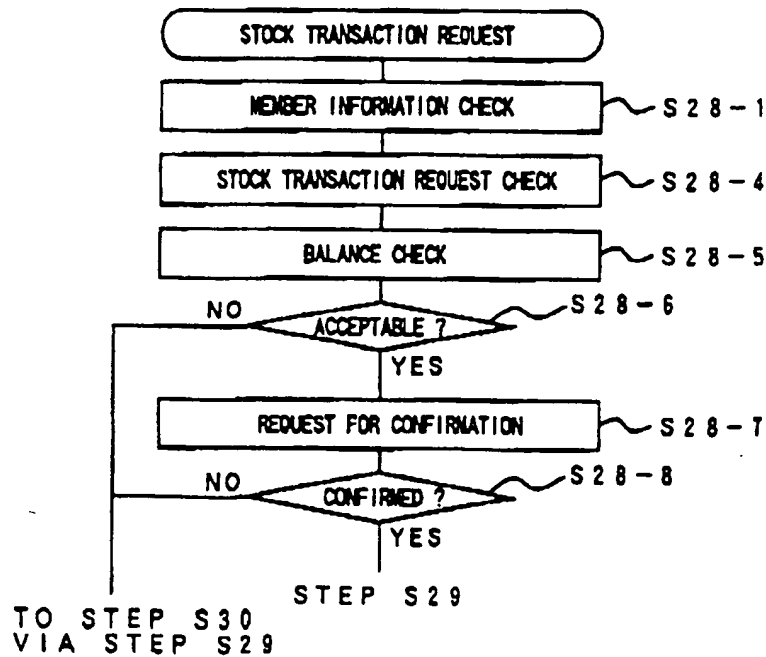 STOCK TRANSACTION REQUEST
MEMBER INFORMATION CHECK
S28-1
STOCK TRANSACTION REQUEST CHECK
S28-4
BALANCE CHECK
S28-5
S28-6
NO
ACCEPTABLE ?
YES
REQUEST FOR CONFIRMATION
S28-7
S28-8
NO
CONFIRMED ?
YES
STEP S29
TO STEP S30
VIA STEP S29